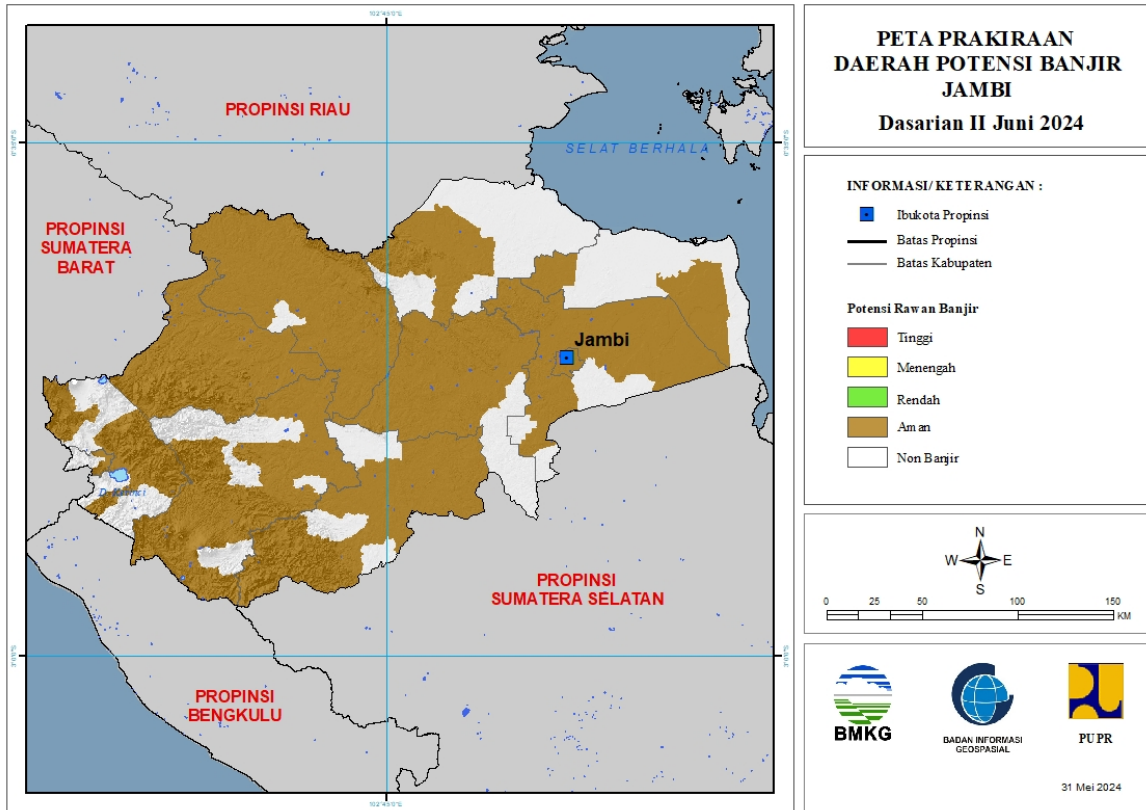 PETA PRAKIRAAN
DAERAH POTENSI BANJIR
JAMBI
Dasarian II Juni 2024
INFORMASI/ KETERANGAN :
Ibukota Propinsi
Batas Propinsi
Batas Kabupaten
Potensi Rawan Banjir
Tinggi
Menengah
Rendah
Aman
Non Banjir
N
W E
S
0 25 50 100 150
KM
BMKG
BADAN INFORMASI
GEOSPASIAL
PUPR
31 Mei 2024
PROPINSI RIAU
SELAT BERHALA
PROPINSI
SUMATERA
BARAT
Jambi
PROPINSI
SUMATERA SELATAN
PROPINSI
BENGKULU